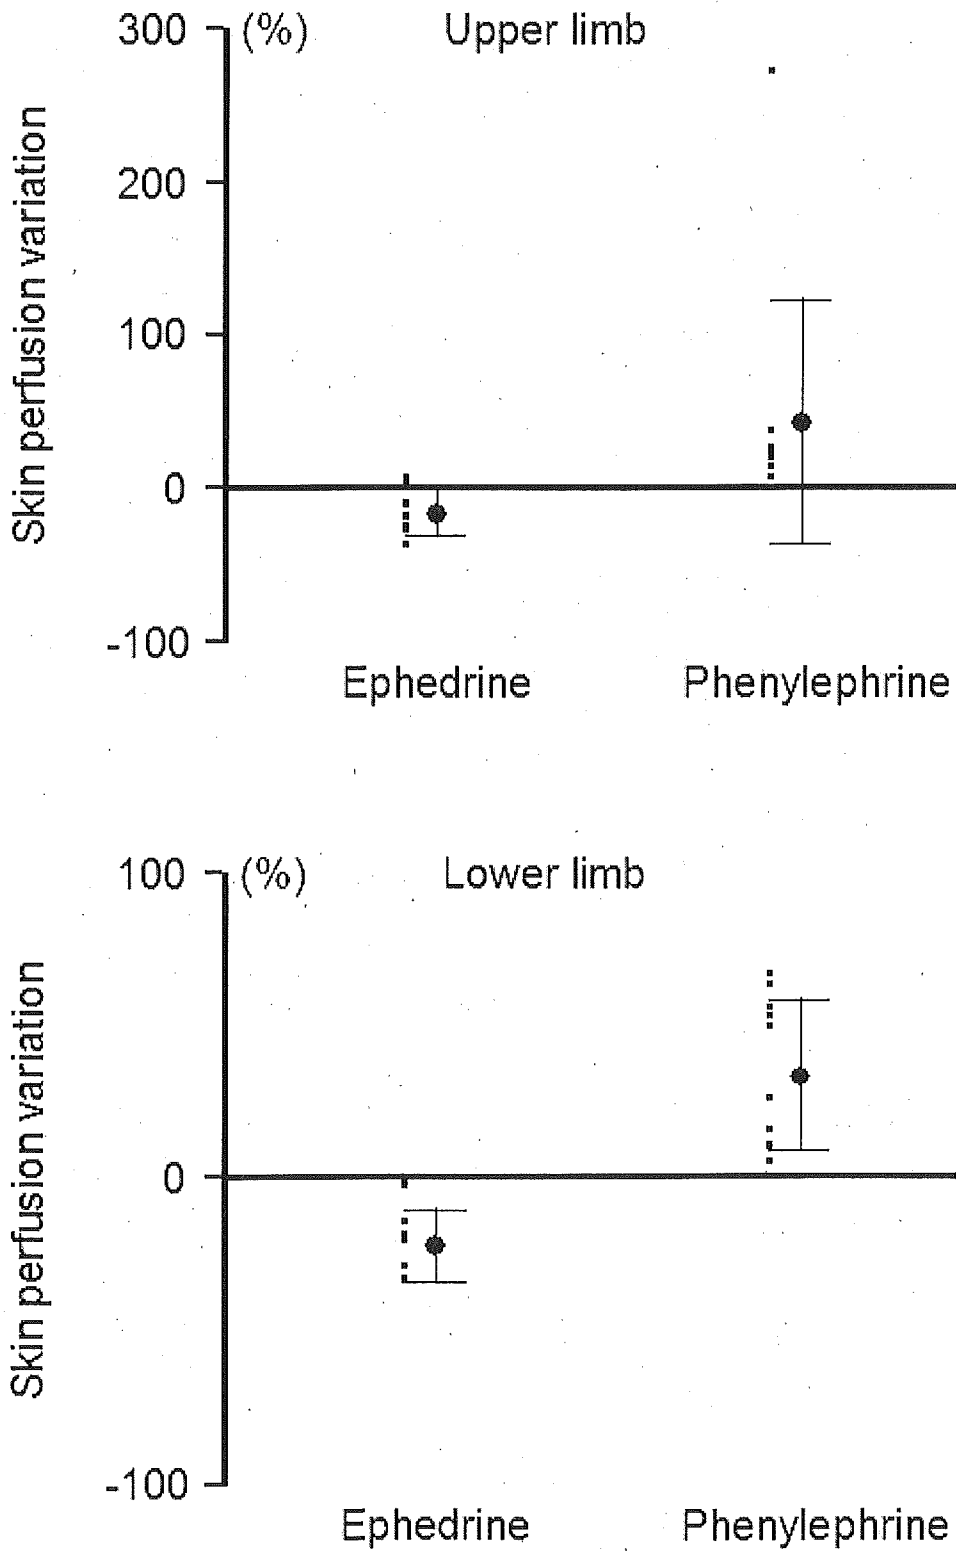 300 (%) Upper limb
200
100
0
-100
Skin perfusion variation
Ephedrine Phenylephrine
100 (%) Lower limb
0
-100
Skin perfusion variation
Ephedrine Phenylephrine